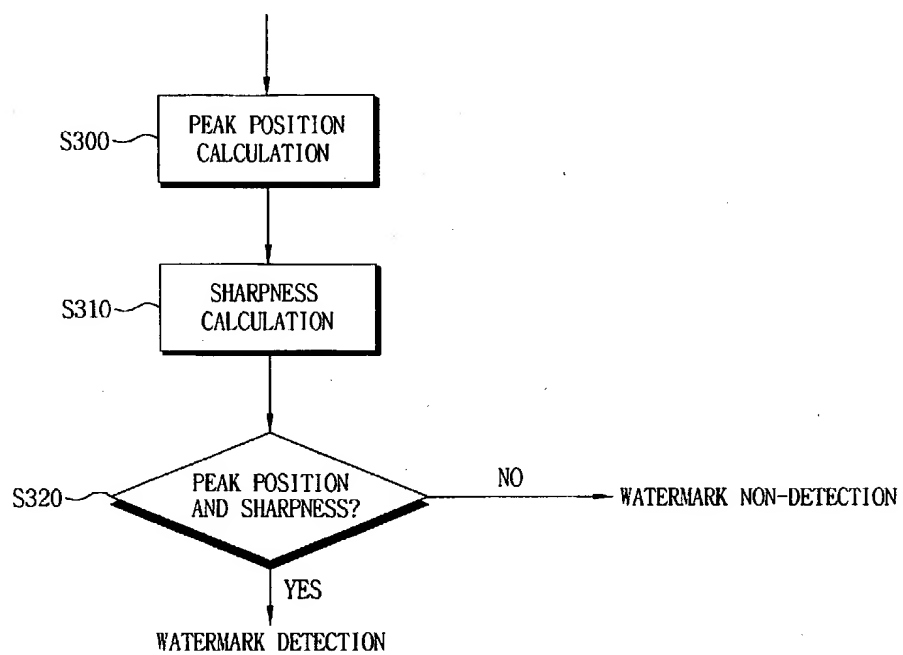 PEAK POSITION
CALCULATION
S300
SHARPNESS
CALCULATION
S310
PEAK POSITION
AND SHARPNESS?
S320
NO
WATERMARK NON-DETECTION
YES
WATERMARK DETECTION